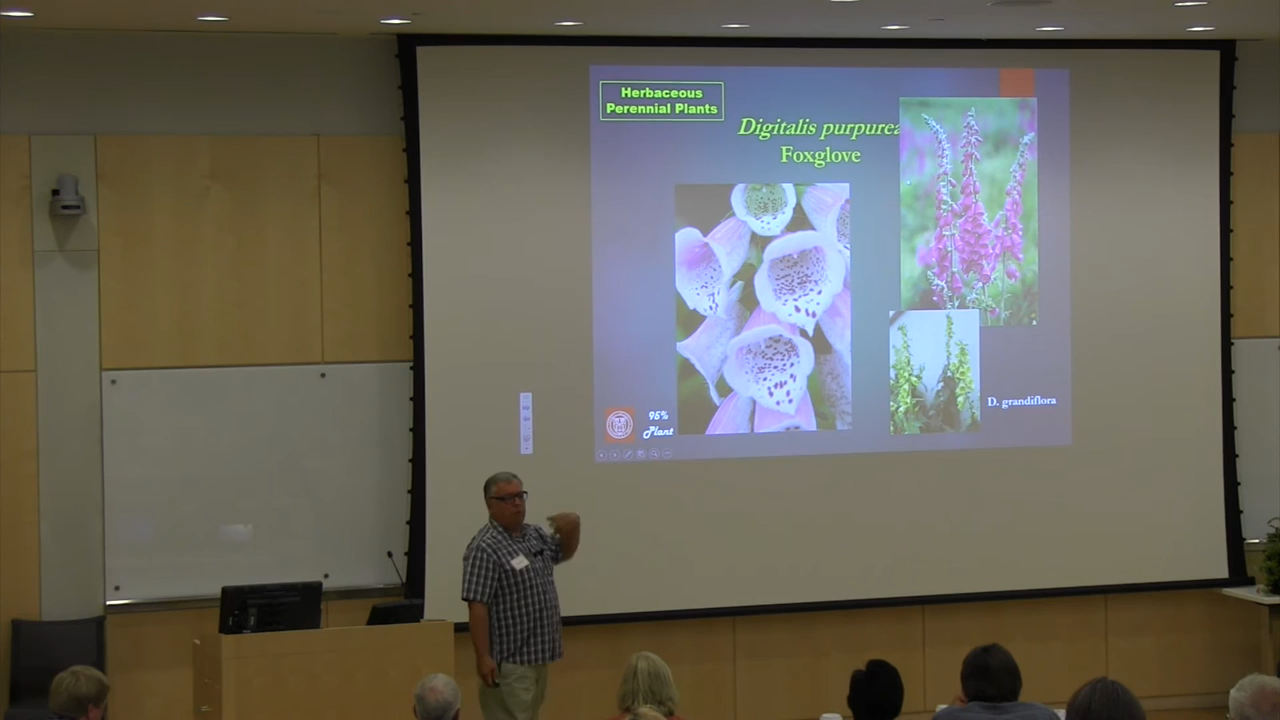 Herbaceous
Perennial Plants
Digitalis purpurea
Foxglove
95%
Plant
D. grandiflora